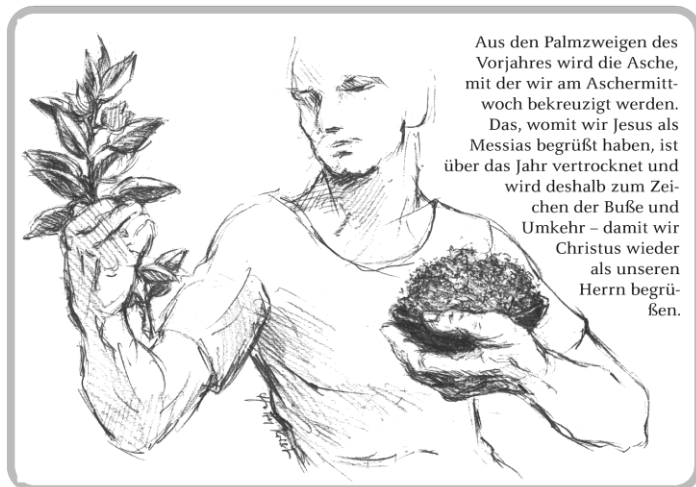 Aus den Palmzweigen des
Vorjahres wird die Asche,
mit der wir am Aschermitt-
woch bekreuzigt werden.
Das, womit wir Jesus als
Messias begrüßt haben, ist
über das Jahr vertrocknet und
wird deshalb zum Zei-
chen der Buße und
Umkehr – damit wir
Christus wieder
als unseren
Herrn begrü-
ßen.